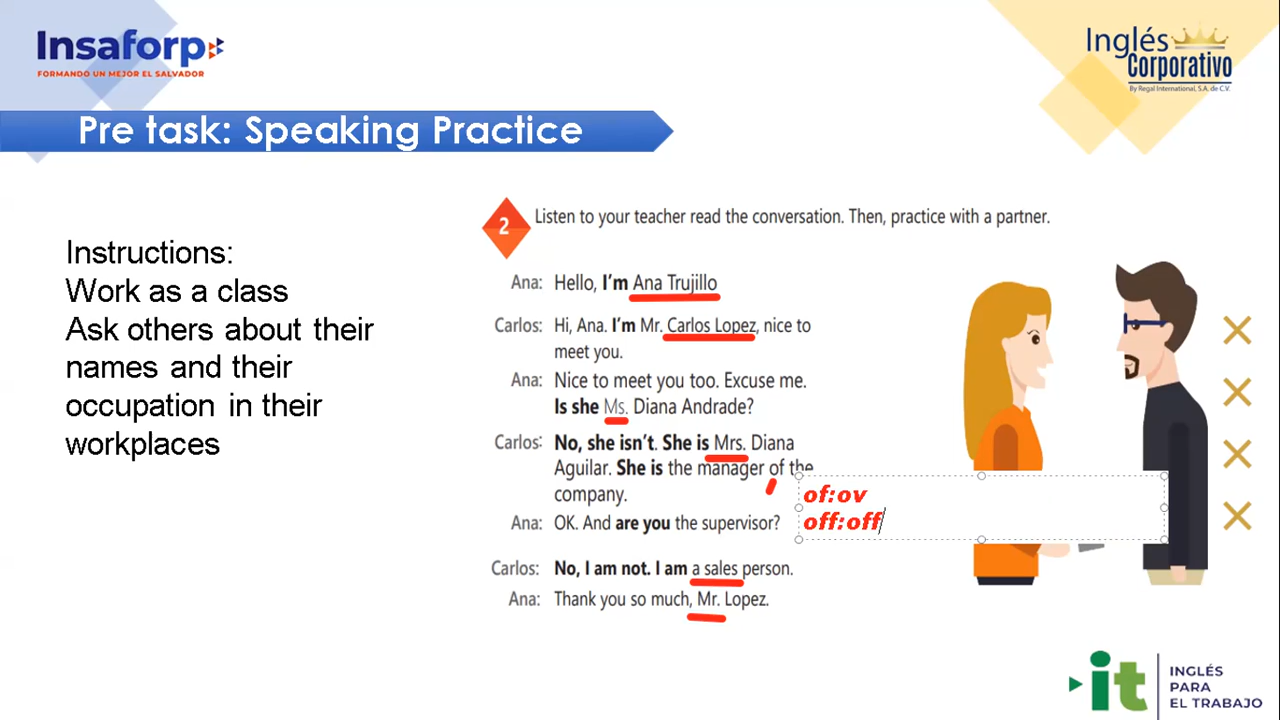 Insaforp
FORMANDO UN MEJOR EL SALVADOR
Inglés
Corporativo
By Regal International, S.A. de C.V.
Pre task: Speaking Practice
Instructions:
Work as a class
Ask others about their
names and their
occupation in their
workplaces
2 Listen to your teacher read the conversation. Then, practice with a partner.
Ana: Hello, I'm Ana Trujillo
Carlos: Hi, Ana. I'm Mr. Carlos Lopez, nice to
meet you.
Ana: Nice to meet you too. Excuse me.
Is she Ms. Diana Andrade?
Carlos: No, she isn't. She is Mrs. Diana
Aguilar. She is the manager of the
company.
Ana: OK. And are you the supervisor?
Carlos: No, I am not. I am a sales person.
Ana: Thank you so much, Mr. Lopez.
of:ov
off:off
it
INGLÉS
PARA
EL TRABAJO